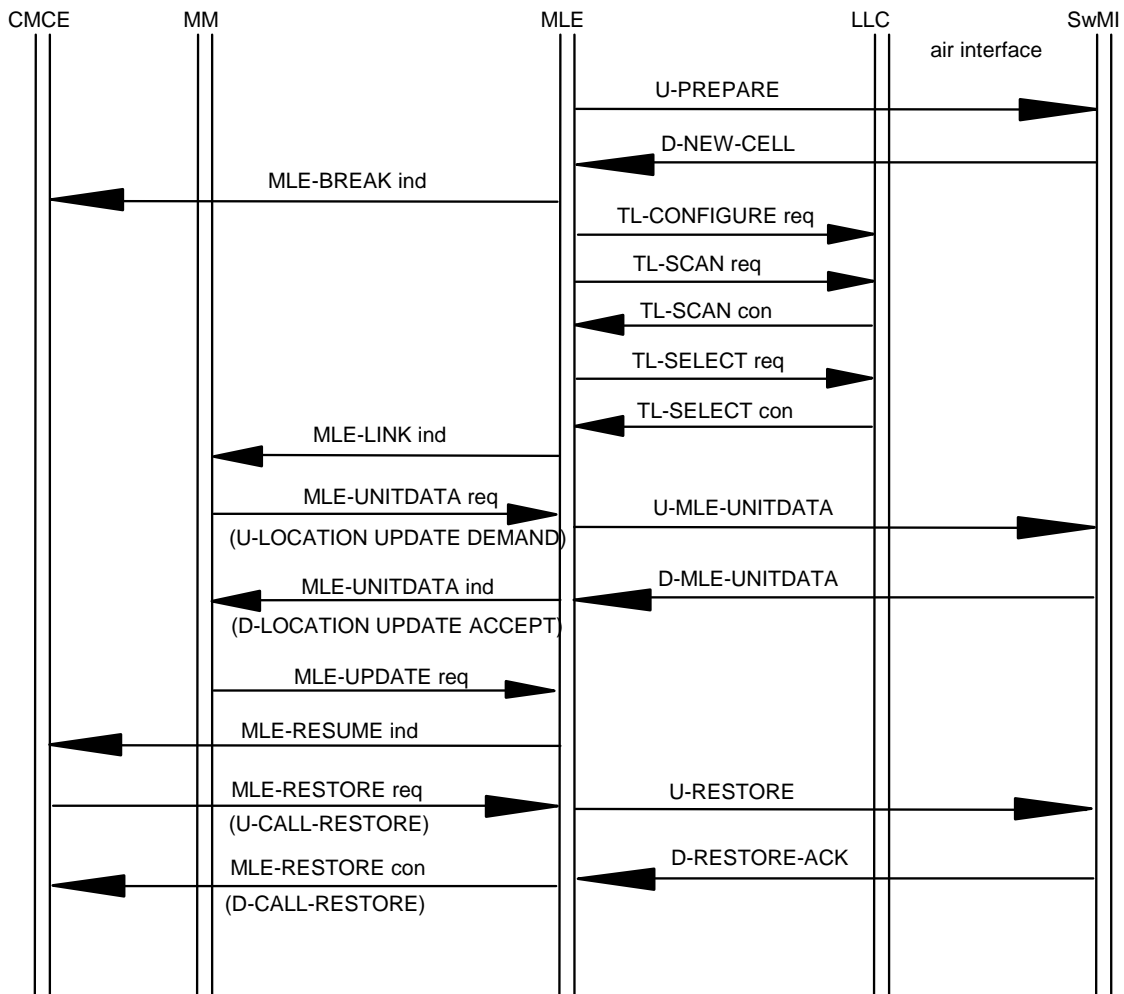 CMCE MM MLE LLC SwMI
air interface
U-PREPARE
D-NEW-CELL
MLE-BREAK ind
TL-CONFIGURE req
TL-SCAN req
TL-SCAN con
TL-SELECT req
TL-SELECT con
MLE-LINK ind
MLE-UNITDATA req
U-MLE-UNITDATA
(U-LOCATION UPDATE DEMAND)
D-MLE-UNITDATA
MLE-UNITDATA ind
(D-LOCATION UPDATE ACCEPT)
MLE-UPDATE req
MLE-RESUME ind
MLE-RESTORE req
U-RESTORE
(U-CALL-RESTORE)
D-RESTORE-ACK
MLE-RESTORE con
(D-CALL-RESTORE)